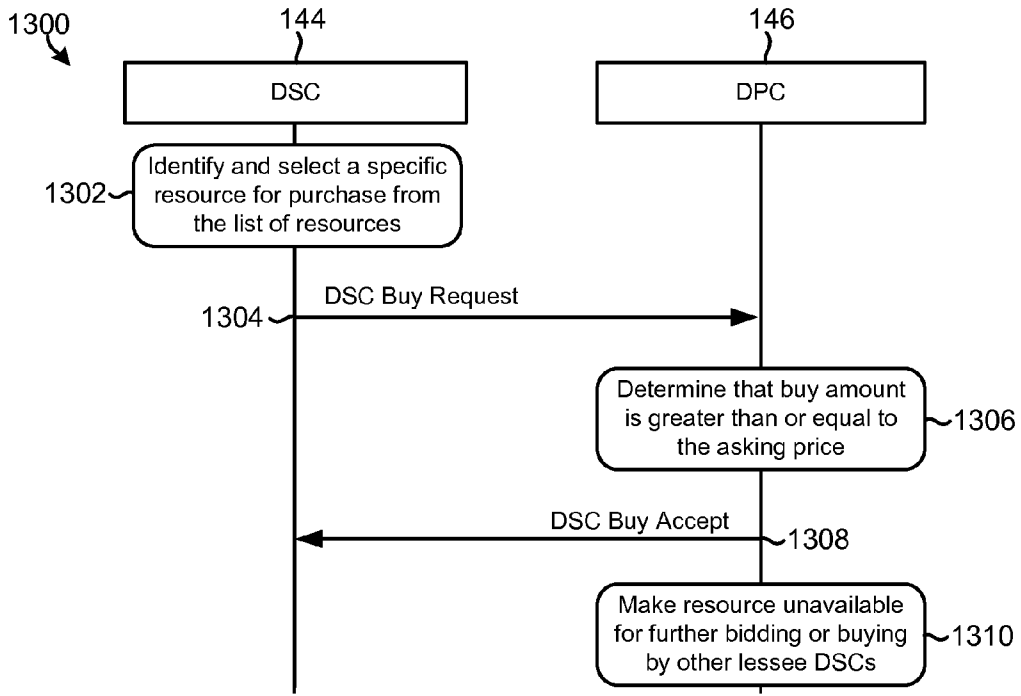 1300
144
146
DSC
DPC
Identify and select a specific
resource for purchase from
the list of resources
1302
DSC Buy Request
1304
Determine that buy amount
is greater than or equal to
the asking price
1306
DSC Buy Accept
1308
Make resource unavailable
for further bidding or buying
by other lessee DSCs
1310